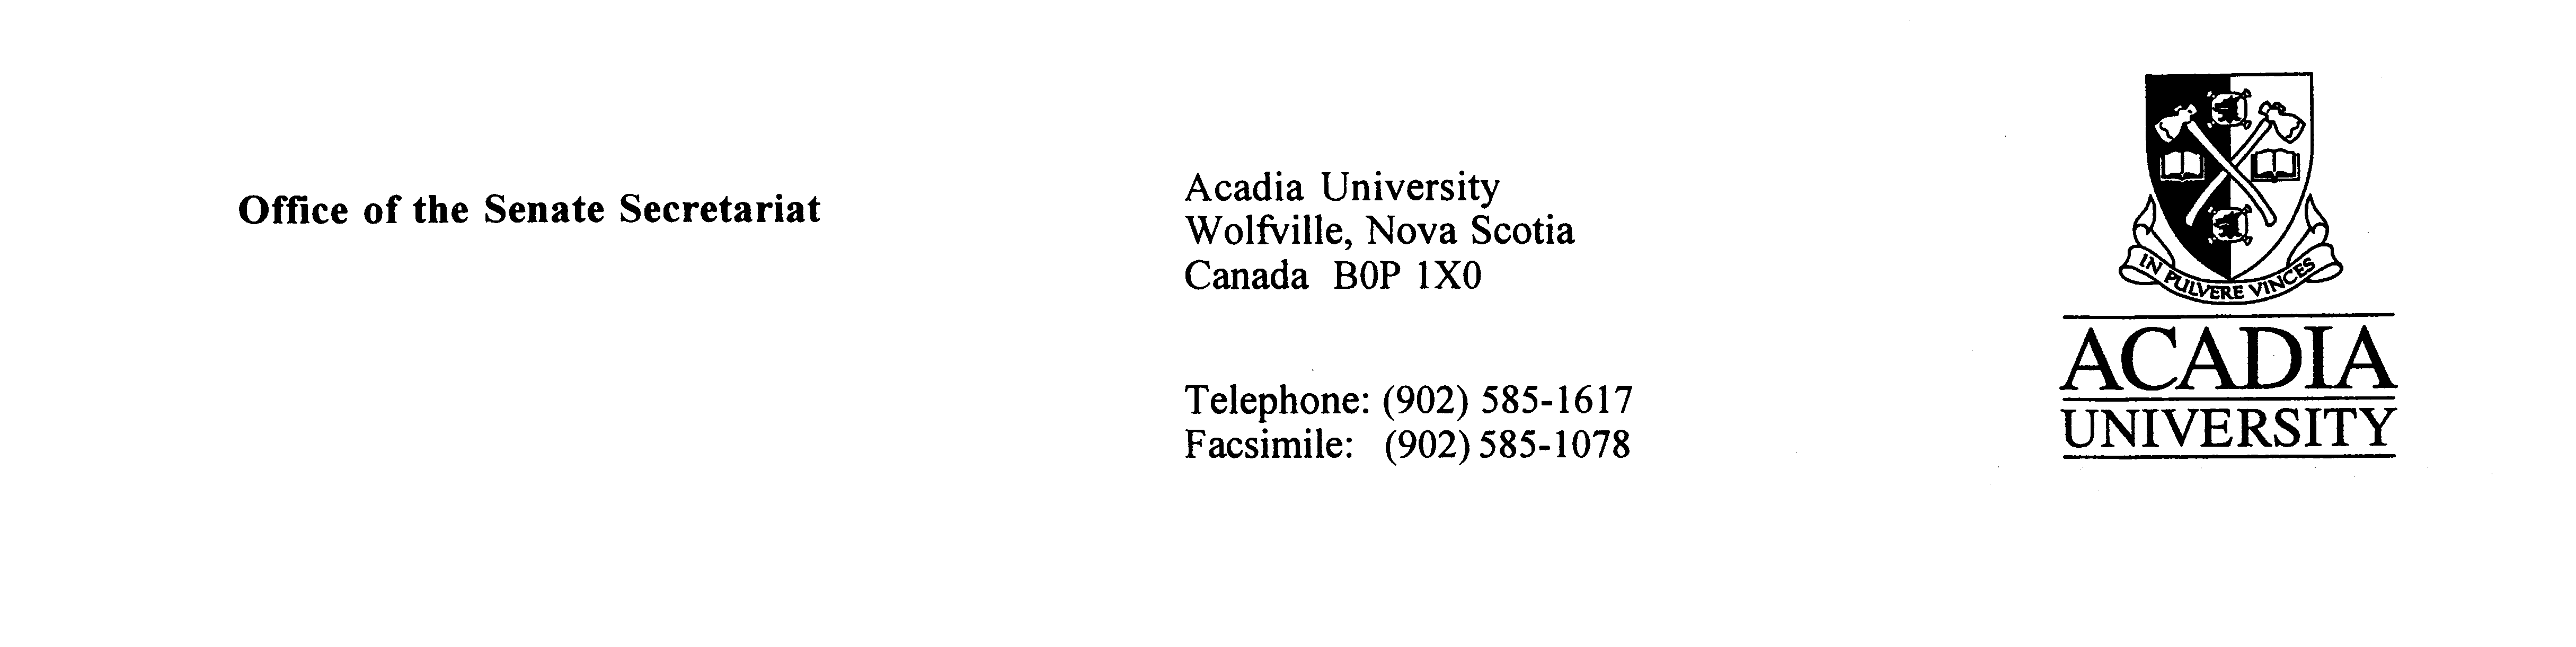 Office of the Senate Secretariat
Acadia University
Wolfville, Nova Scotia
Canada B0P 1X0
Telephone: (902) 585-1617
Facsimile: (902) 585-1078
IN PULVERE VINCES
ACADIA
UNIVERSITY